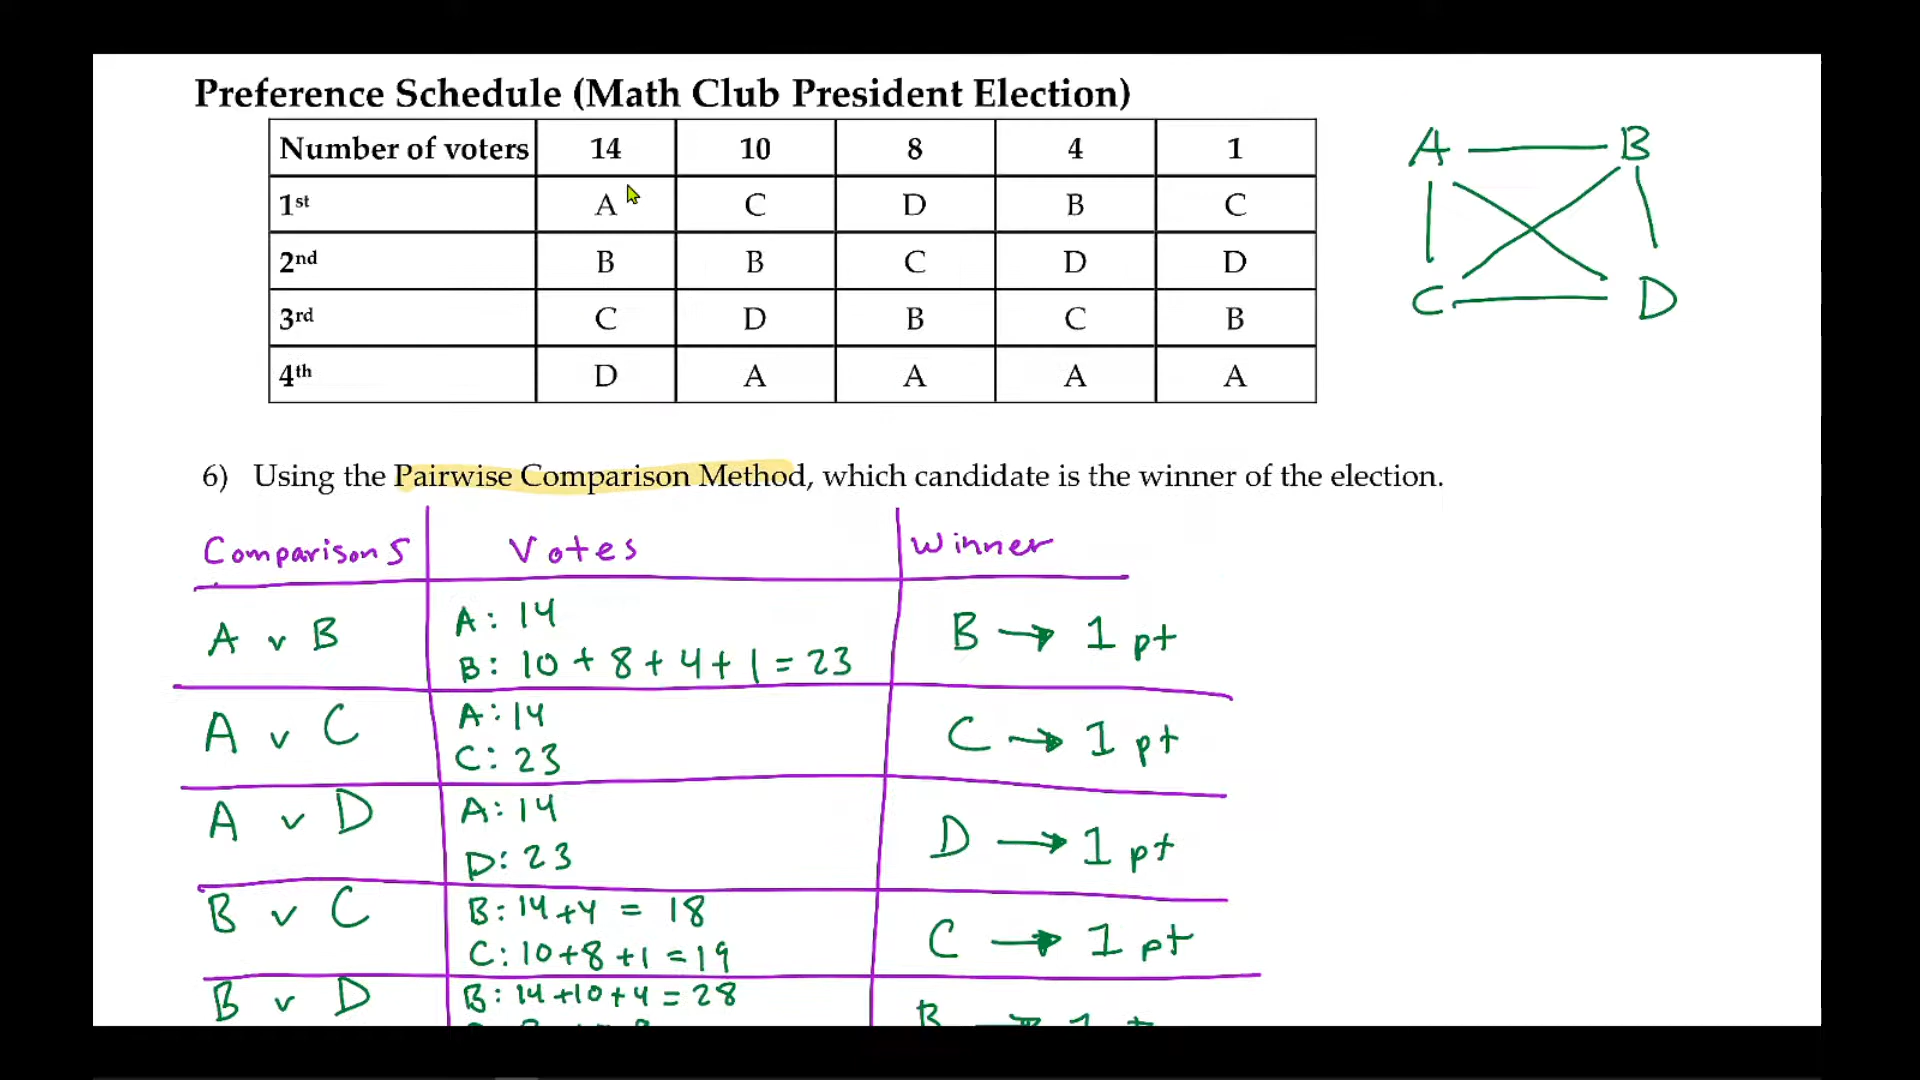 Preference Schedule (Math Club President Election)
Number of voters 14 10 8 4 1
1st A C D B C
2nd B B C D D
3rd C D B C B
4th D A A A A
A B
C D
6) Using the Pairwise Comparison Method, which candidate is the winner of the election.
Comparisons Votes Winner
A v B
A: 14
B: 10 + 8 + 4 + 1 = 23
B → 1 pt
A v C
A: 14
C: 23
C → 1 pt
A v D
A: 14
D: 23
D → 1 pt
B v C
B: 14 + 4 = 18
C: 10 + 8 + 1 = 19
C → 1 pt
B v D
B: 14 + 10 + 4 = 28
B → 1